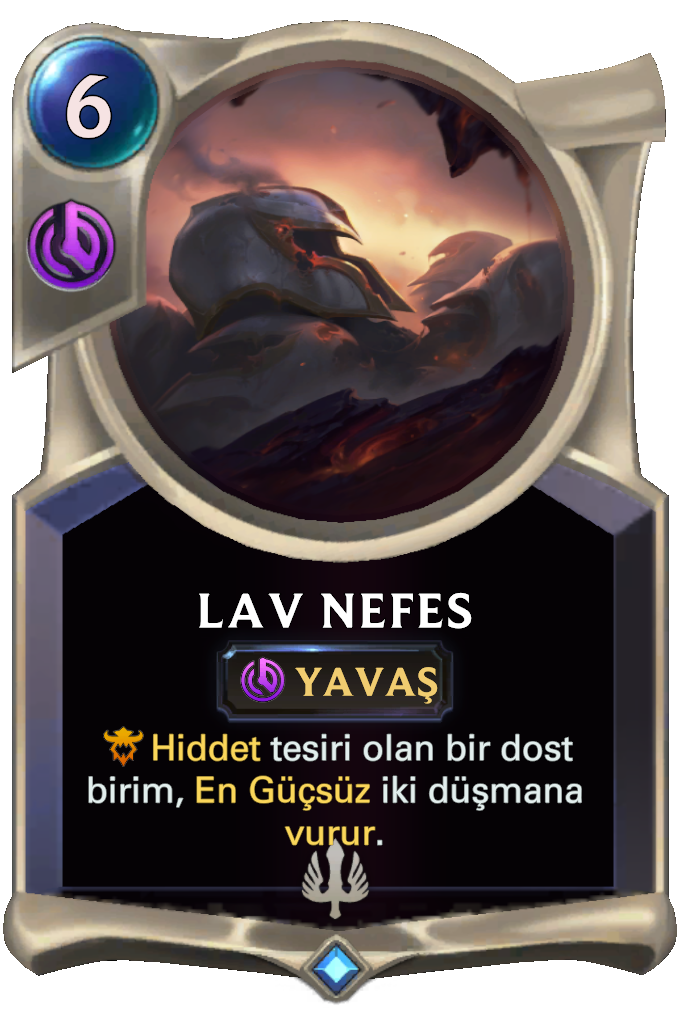 6
LAV NEFES
YAVAŞ
Hiddet tesiri olan bir dost
birim, En Güçsüz iki düşmana
vurur.